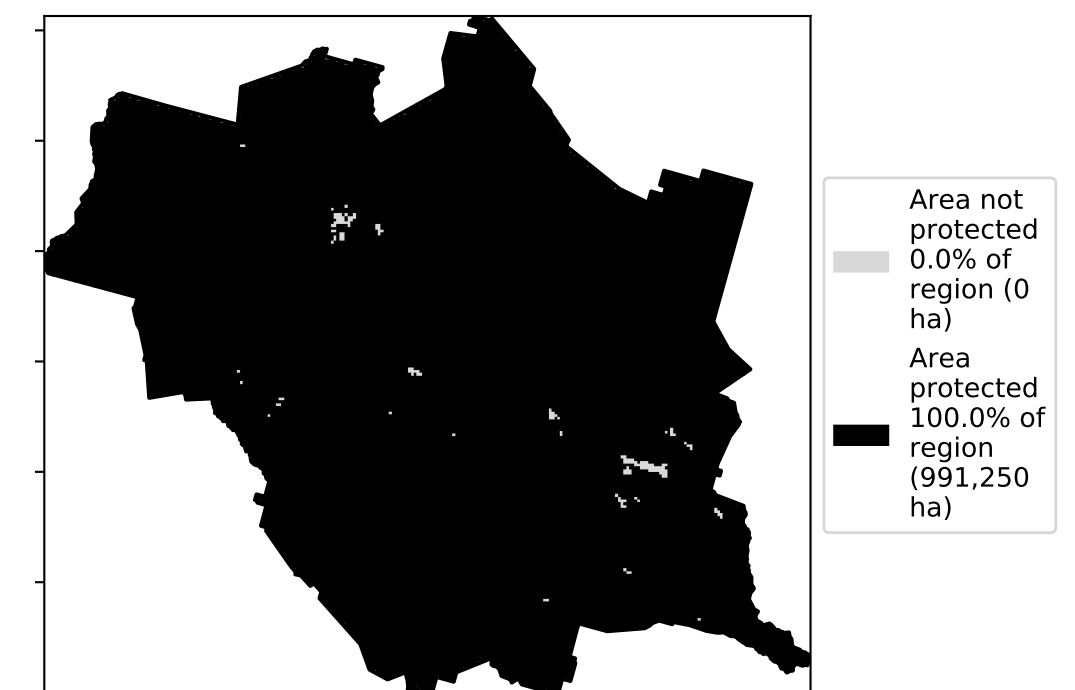 Area not
protected
0.0% of
region (0
ha)
Area
protected
100.0% of
region
(991,250
ha)